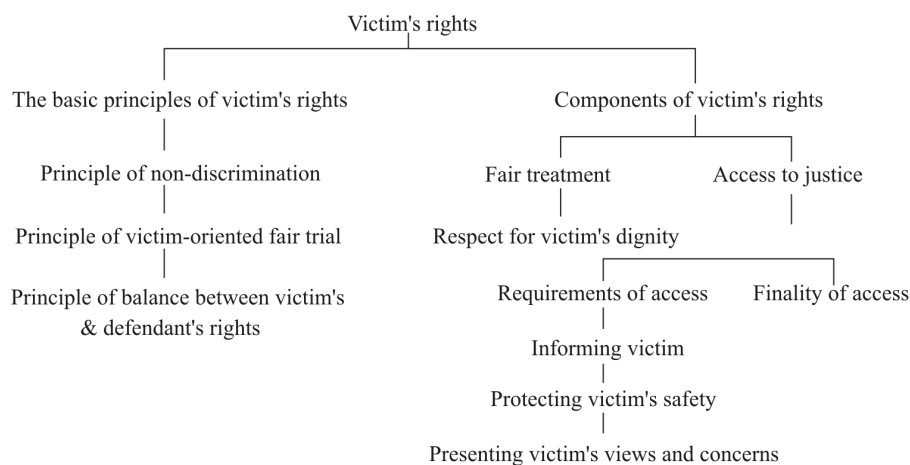 Victim's rights
The basic principles of victim's rights
Components of victim's rights
Principle of non-discrimination
Fair treatment
Access to justice
Principle of victim-oriented fair trial
Respect for victim's dignity
Principle of balance between victim's
& defendant's rights
Requirements of access
Finality of access
Informing victim
Protecting victim's safety
Presenting victim's views and concerns